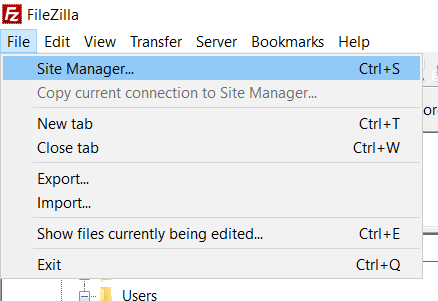 FileZilla
File Edit View Transfer Server Bookmarks Help
Site Manager... Ctrl+S
Copy current connection to Site Manager...
New tab Ctrl+T
Close tab Ctrl+W
Export...
Import...
Show files currently being edited... Ctrl+E
Exit Ctrl+Q
Users